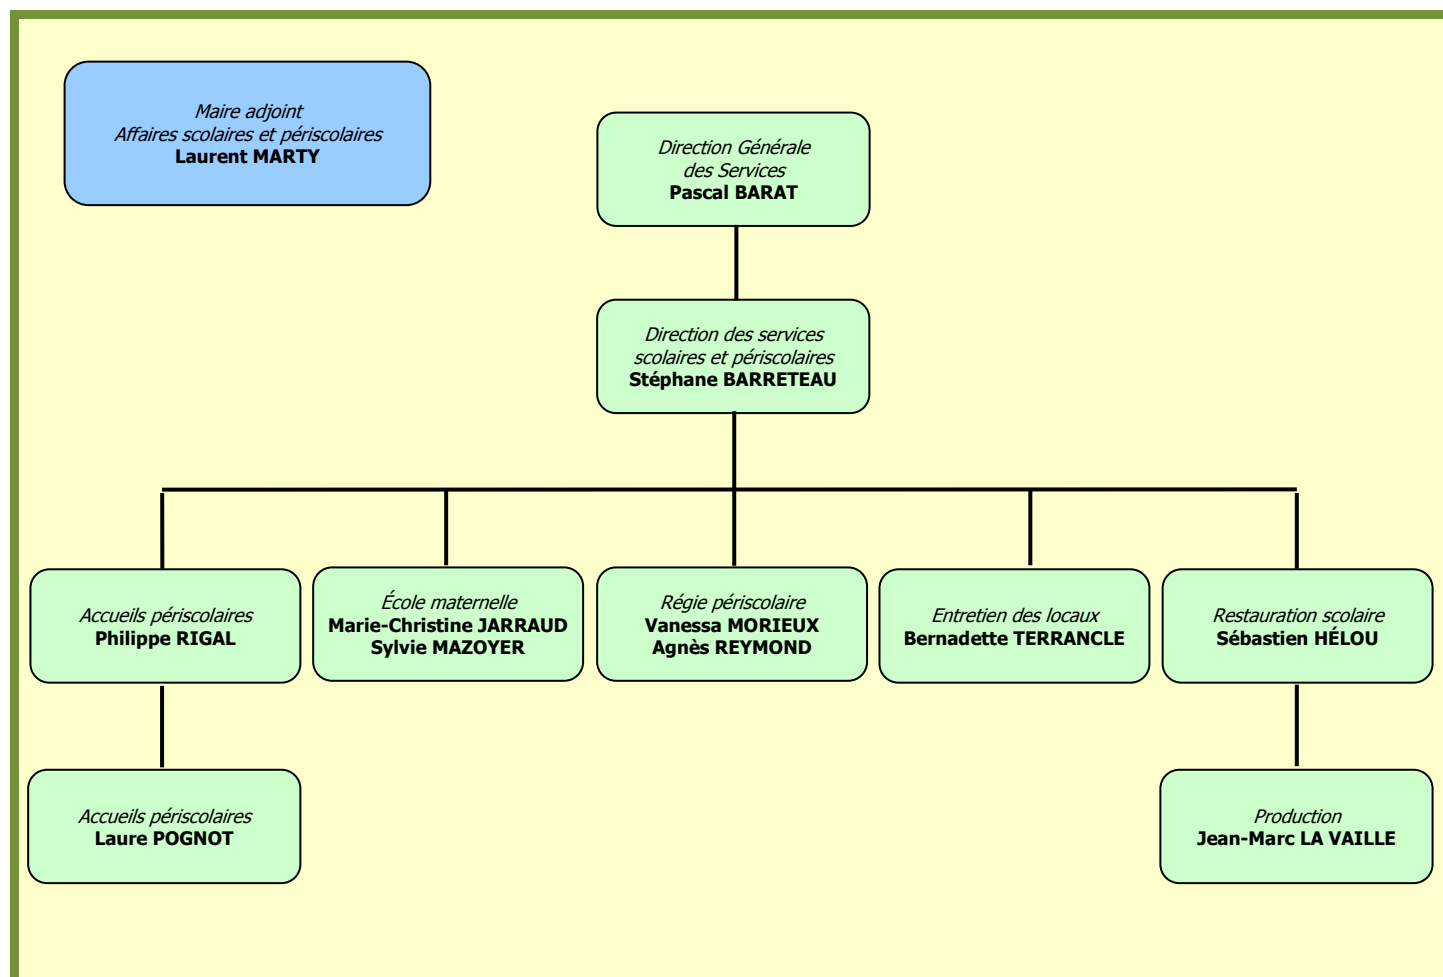 Maire adjoint
Affaires scolaires et périscolaires
Laurent MARTY
Direction Générale
des Services
Pascal BARAT
Direction des services
scolaires et périscolaires
Stéphane BARRETEAU
Accueils périscolaires
Philippe RIGAL
École maternelle
Marie-Christine JARRAUD
Sylvie MAZOYER
Régie périscolaire
Vanessa MORIEUX
Agnès REYMOND
Entretien des locaux
Bernadette TERRANCLE
Restauration scolaire
Sébastien HÉLOU
Accueils périscolaires
Laure POGNOT
Production
Jean-Marc LA VAILLE